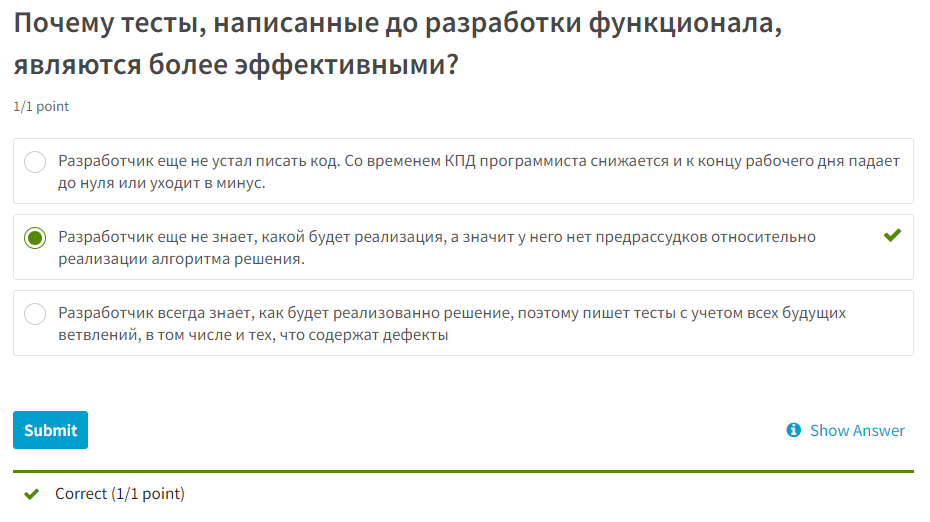 Почему тесты, написанные до разработки функционала,
являются более эффективными?
1/1 point
Разработчик еще не устал писать код. Со временем КПД программиста снижается и к концу рабочего дня падает
до нуля или уходит в минус.
Разработчик еще не знает, какой будет реализация, а значит у него нет предрассудков относительно
реализации алгоритма решения.
Разработчик всегда знает, как будет реализованно решение, поэтому пишет тесты с учетом всех будущих
ветвлений, в том числе и тех, что содержат дефекты
Submit
Show Answer
Correct (1/1 point)